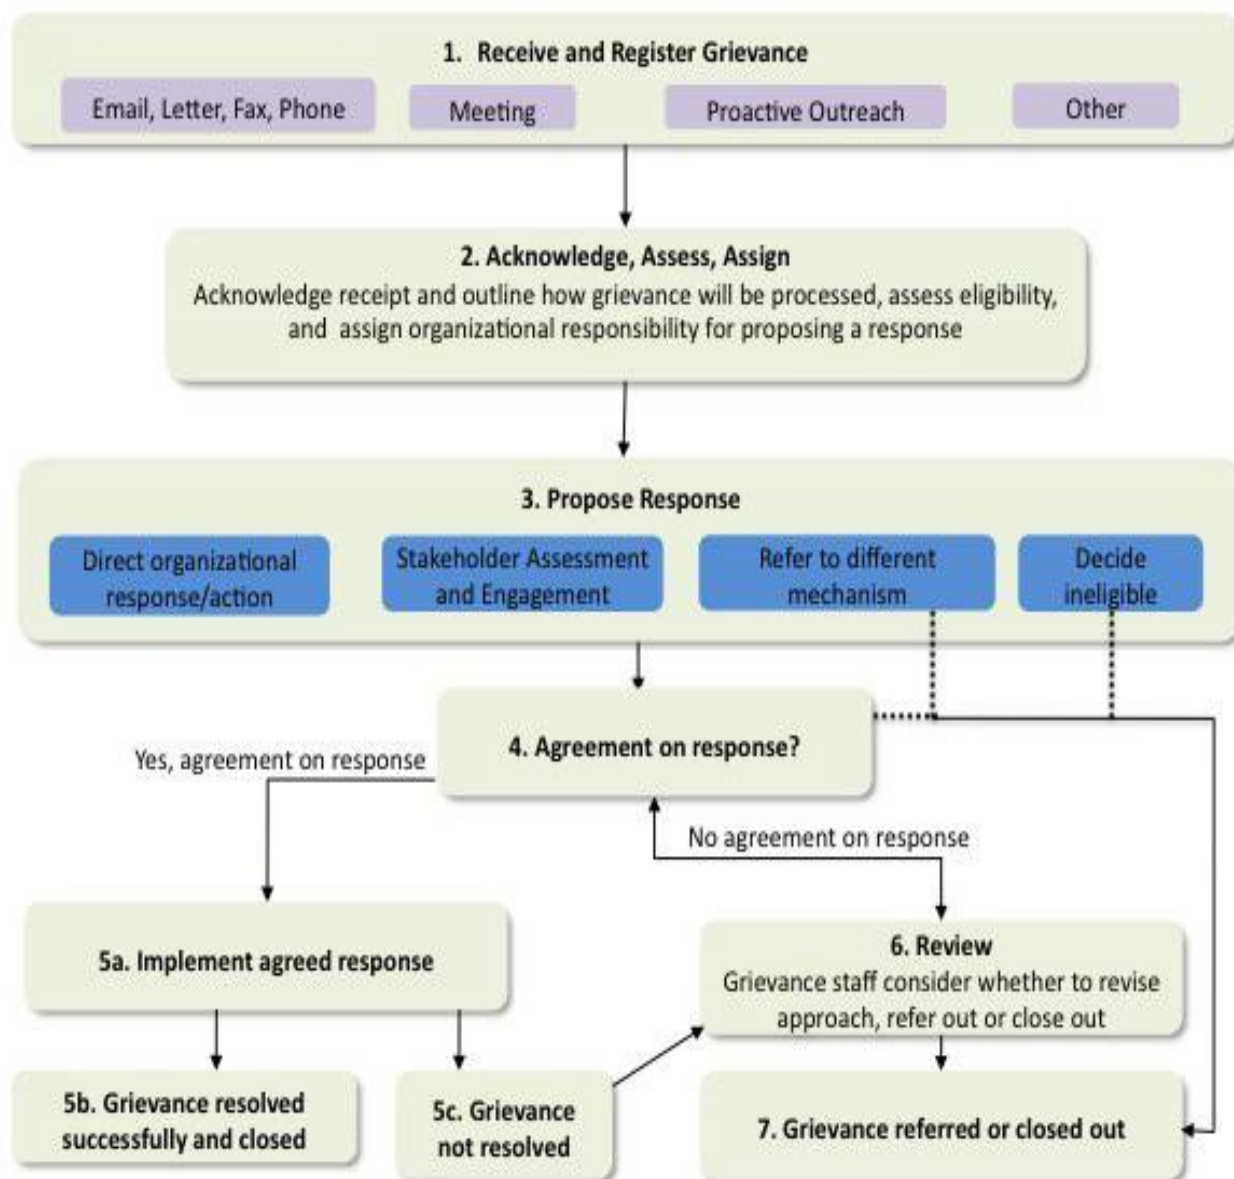 1. Receive and Register Grievance
Email, Letter, Fax, Phone
Meeting
Proactive Outreach
Other
2. Acknowledge, Assess, Assign
Acknowledge receipt and outline how grievance will be processed, assess eligibility,
and assign organizational responsibility for proposing a response
3. Propose Response
Direct organizational
response/action
Stakeholder Assessment
and Engagement
Refer to different
mechanism
Decide
ineligible
4. Agreement on response?
Yes, agreement on response
No agreement on response
5a. Implement agreed response
6. Review
Grievance staff consider whether to revise
approach, refer out or close out
5b. Grievance resolved
successfully and closed
5c. Grievance
not resolved
7. Grievance referred or closed out